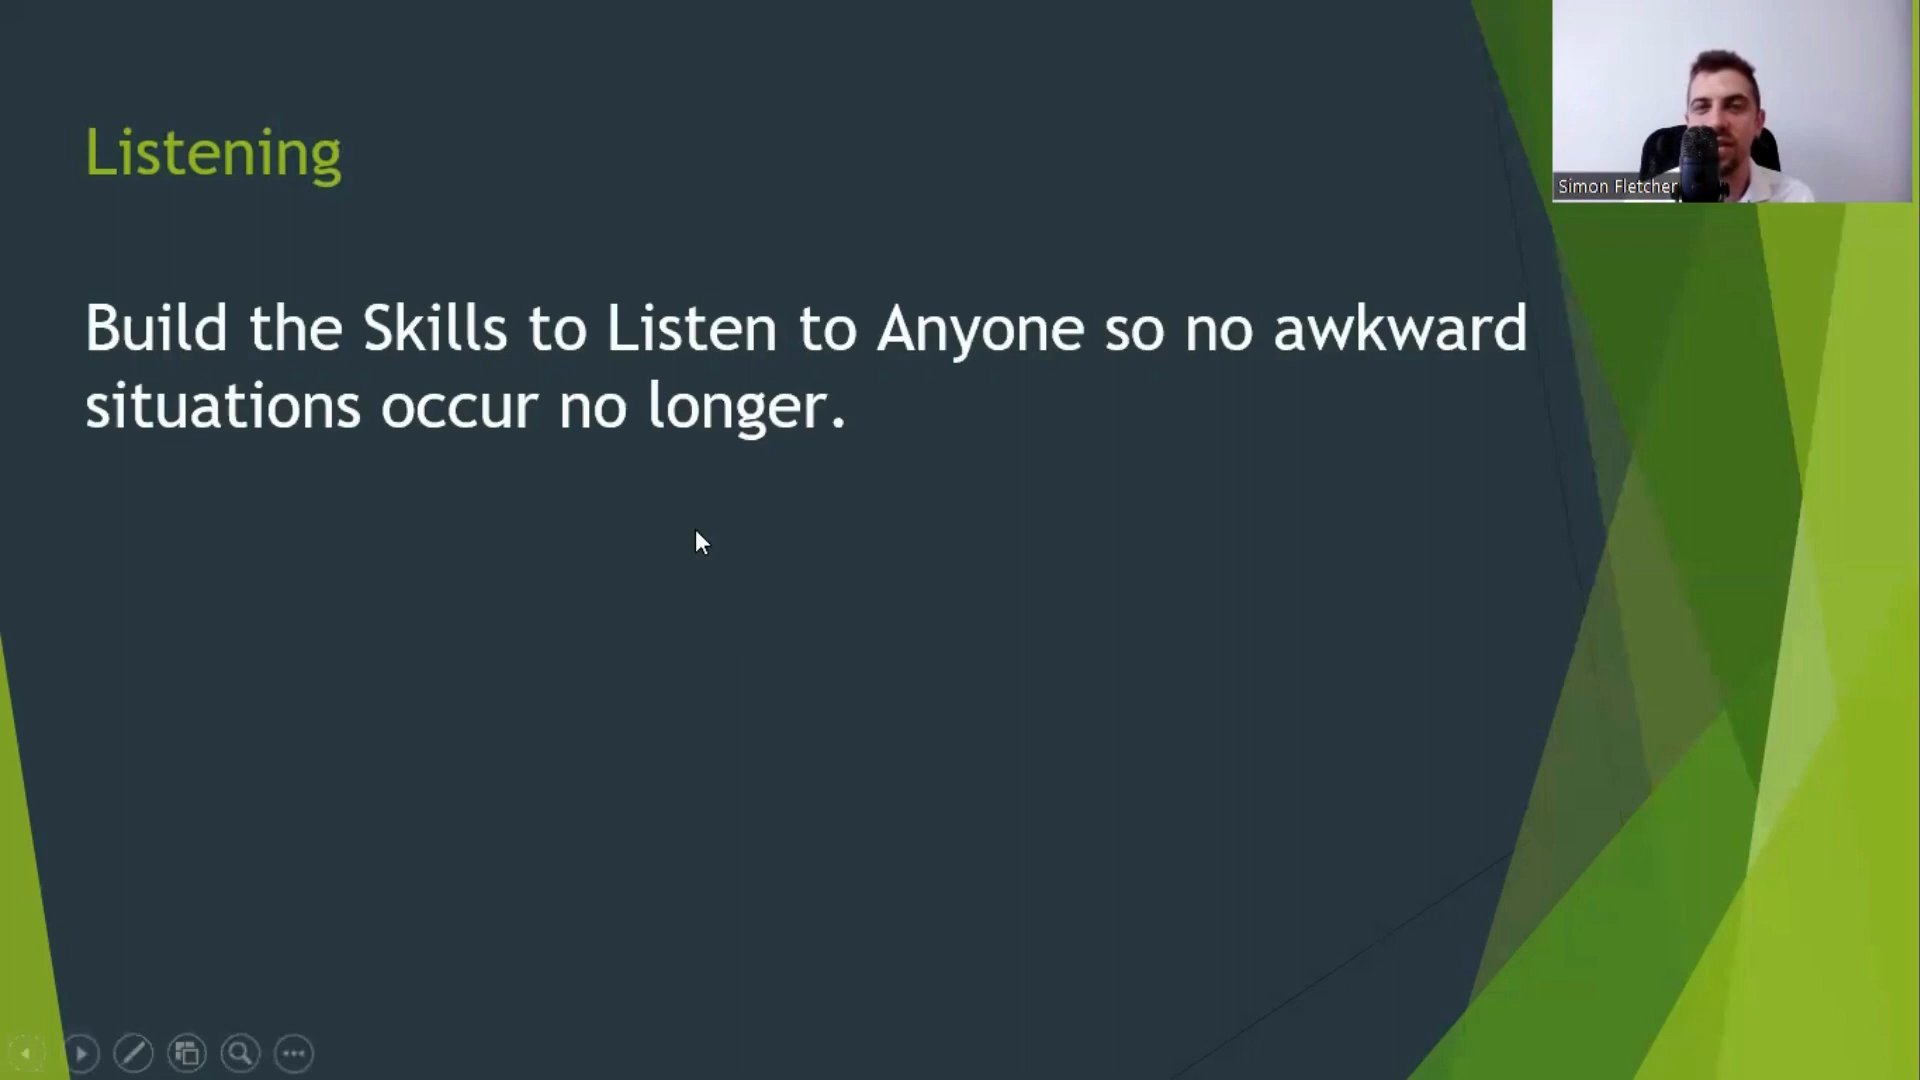 Listening
Build the Skills to Listen to Anyone so no awkward
situations occur no longer.
Simon Fletcher